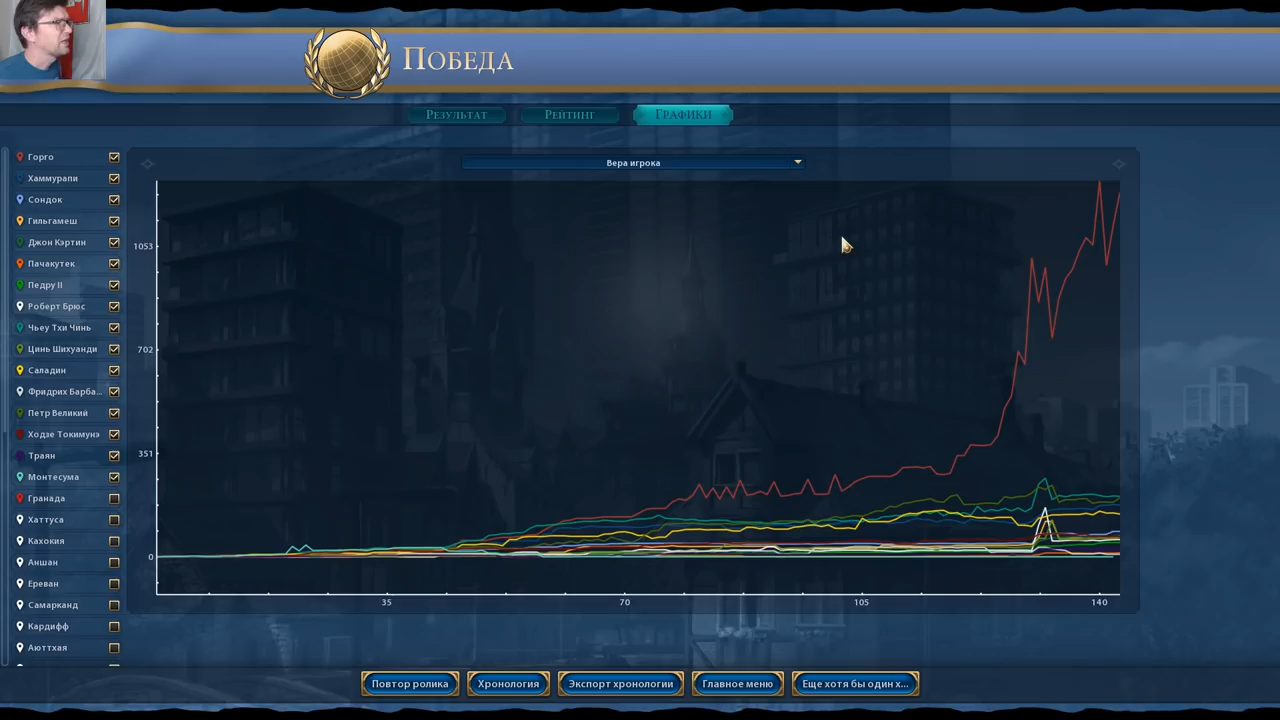 Победа
Результат
Рейтинг
Графики
Вера игрока
Горго
Хаммурапи
Сондок
Гильгамеш
Джон Кэртин
Пачакутек
Педру II
Роберт Брюс
Чьеу Тхи Чинь
Цинь Шихуанди
Саладин
Фридрих Барба...
Петр Великий
Ходзе Токимунэ
Траян
Монтесума
Гранада
Хаттуса
Кахокия
Аншан
Ереван
Самарканд
Кардифф
Аюттхая
1053
702
351
0
35
70
105
140
Повтор ролика
Хронология
Экспорт хронологии
Главное меню
Еще хотя бы один х...